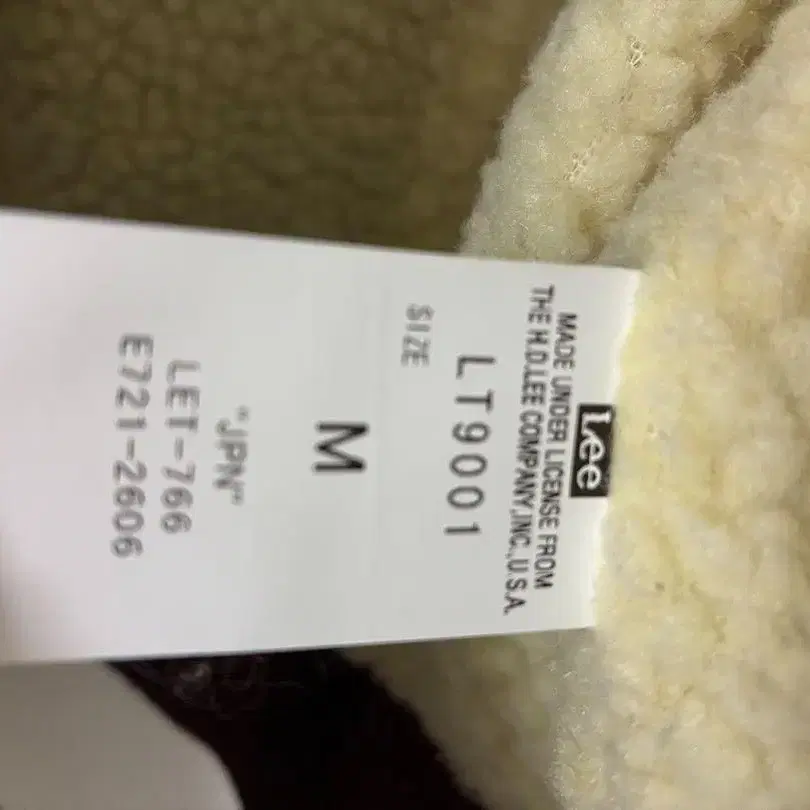 Lee
MADE UNDER LICENSE FROM
THE H.D.LEE COMPANY,INC.,U.S.A.
LT9001
SIZE
M
"JPN"
LET-766
E721-2606